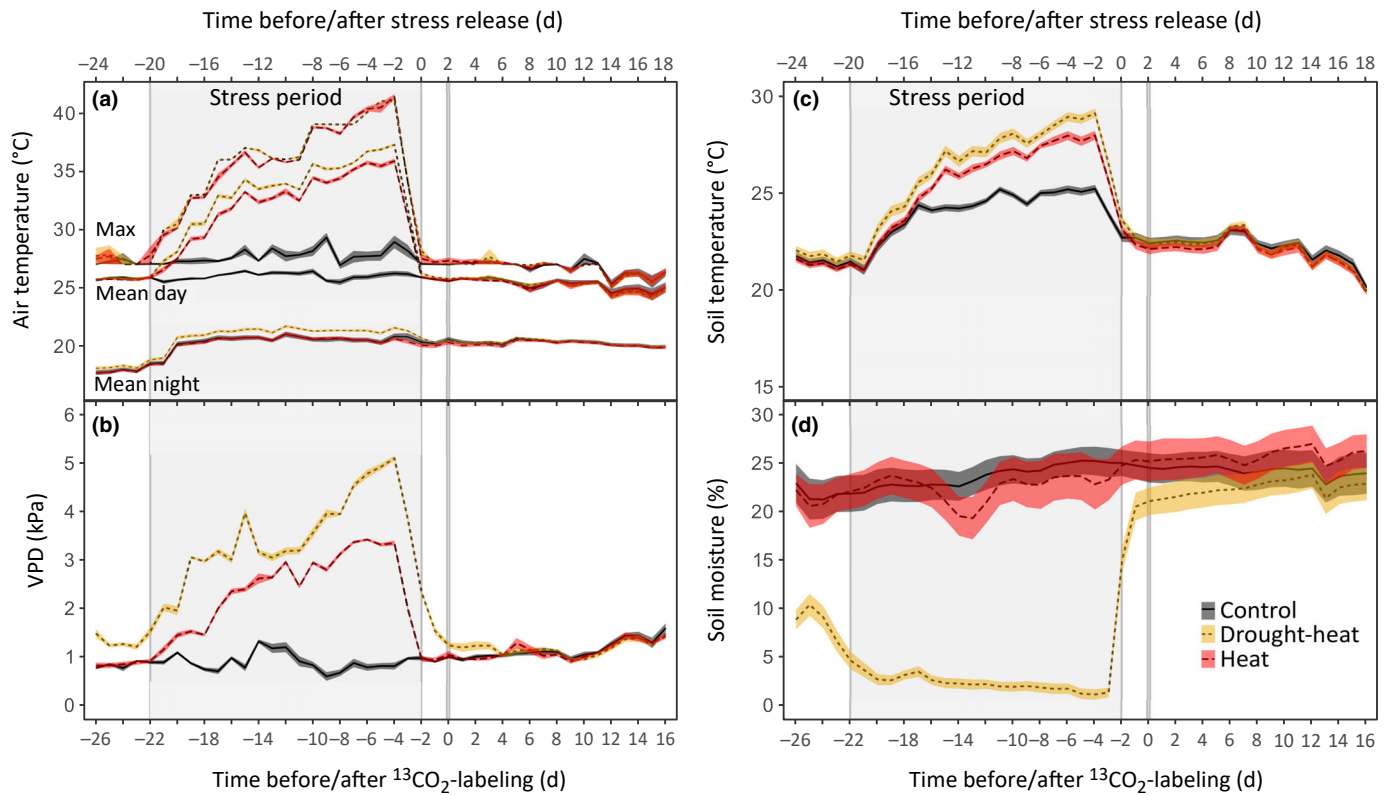 Time before/after stress release (d)
−24 −20 −16 −12 −8 −4 0 2 4 6 8 10 12 14 16 18
(a)
Stress period
Air temperature (°C)
40
35
30
25
20
Max
Mean day
Mean night
(b)
VPD (kPa)
6
5
4
3
2
1
0
−26 −22 −18 −14 −10 −6 −4 −2 0 2 4 6 8 10 12 14 16
Time before/after ¹³CO₂-labeling (d)
Time before/after stress release (d)
−24 −20 −16 −12 −8 −4 0 2 4 6 8 10 12 14 16 18
(c)
Stress period
Soil temperature (°C)
30
25
20
15
(d)
Soil moisture (%)
30
25
20
15
10
5
0
Control
Drought-heat
Heat
−26 −22 −18 −14 −10 −6 −4 −2 0 2 4 6 8 10 12 14 16
Time before/after ¹³CO₂-labeling (d)